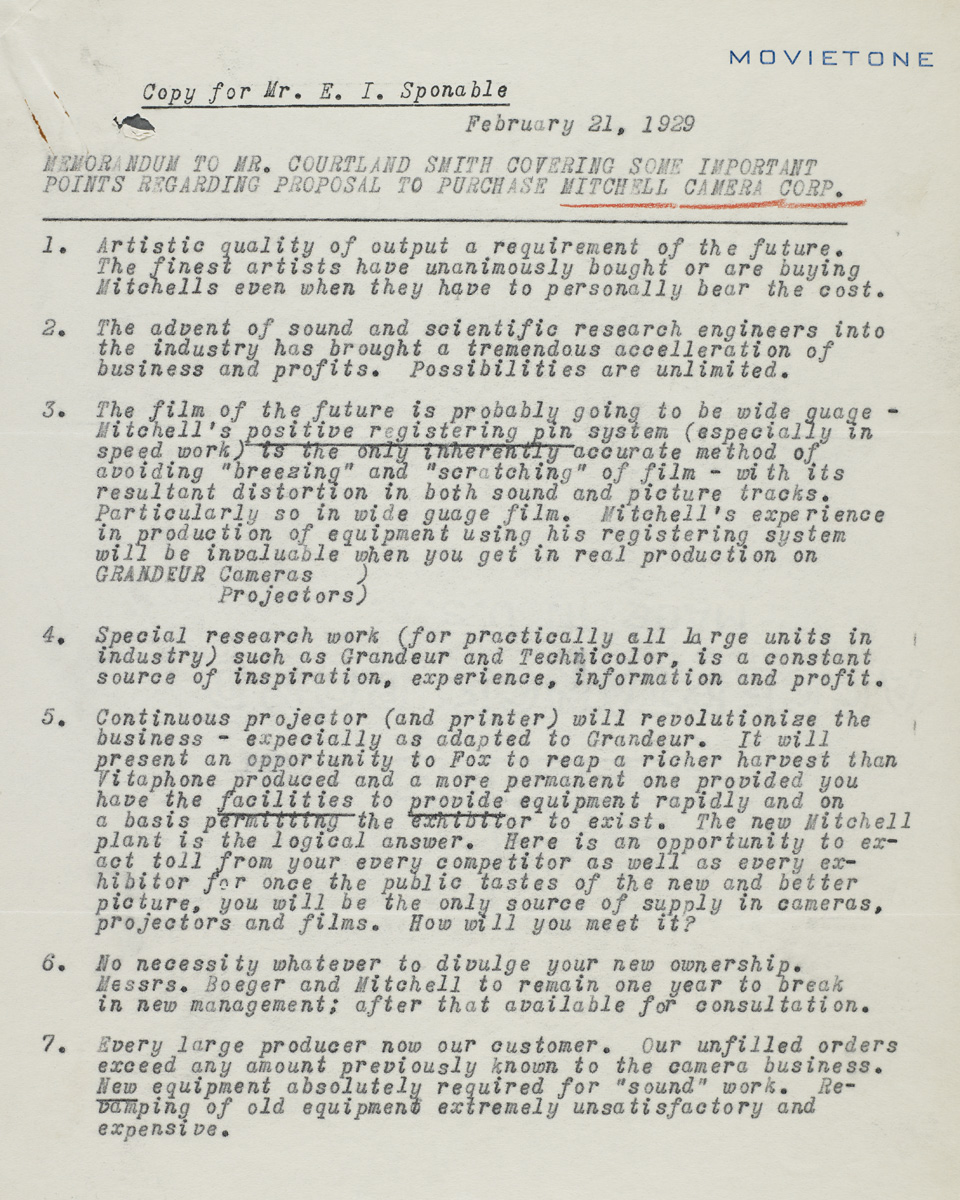 MOVIETONE
Copy for Mr. E. I. Sponable
February 21, 1929
MEMORANDUM TO MR. COURTLAND SMITH COVERING SOME IMPORTANT
POINTS REGARDING PROPOSAL TO PURCHASE MITCHELL CAMERA CORP.
1. Artistic quality of output a requirement of the future.
The finest artists have unanimously bought or are buying
Mitchells even when they have to personally bear the cost.
2. The advent of sound and scientific research engineers into
the industry has brought a tremendous accelleration of
business and profits. Possibilities are unlimited.
3. The film of the future is probably going to be wide guage -
Mitchell's positive registering pin system (especially in
speed work) is the only inherently accurate method of
avoiding "breezing" and "scratching" of film - with its
resultant distortion in both sound and picture tracks.
Particularly so in wide guage film. Mitchell's experience
in production of equipment using his registering system
will be invaluable when you get in real production on
GRANDEUR Cameras )
Projectors)
4. Special research work (for practically all large units in
industry) such as Grandeur and Technicolor, is a constant
source of inspiration, experience, information and profit.
5. Continuous projector (and printer) will revolutionize the
business - expecially as adapted to Grandeur. It will
present an opportunity to Fox to reap a richer harvest than
Vitaphone produced and a more permanent one provided you
have the facilities to provide equipment rapidly and on
a basis permitting the exhibitor to exist. The new Mitchell
plant is the logical answer. Here is an opportunity to ex-
act toll from your every competitor as well as every ex-
hibitor for once the public tastes of the new and better
picture, you will be the only source of supply in cameras,
projectors and films. How will you meet it?
6. No necessity whatever to divulge your new ownership.
Messrs. Boeger and Mitchell to remain one year to break
in new management; after that available for consultation.
7. Every large producer now our customer. Our unfilled orders
exceed any amount previously known to the camera business.
New equipment absolutely required for "sound" work. Re-
vamping of old equipment extremely unsatisfactory and
expensive.